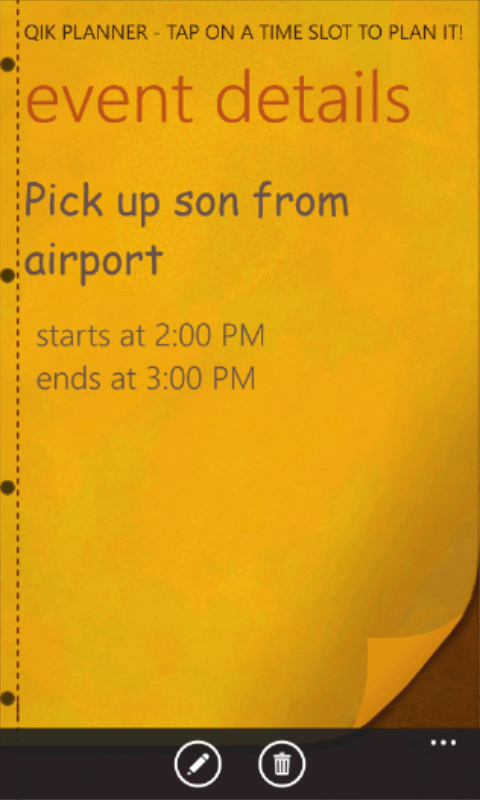 QIK PLANNER - TAP ON A TIME SLOT TO PLAN IT!
event details
Pick up son from
airport
starts at 2:00 PM
ends at 3:00 PM